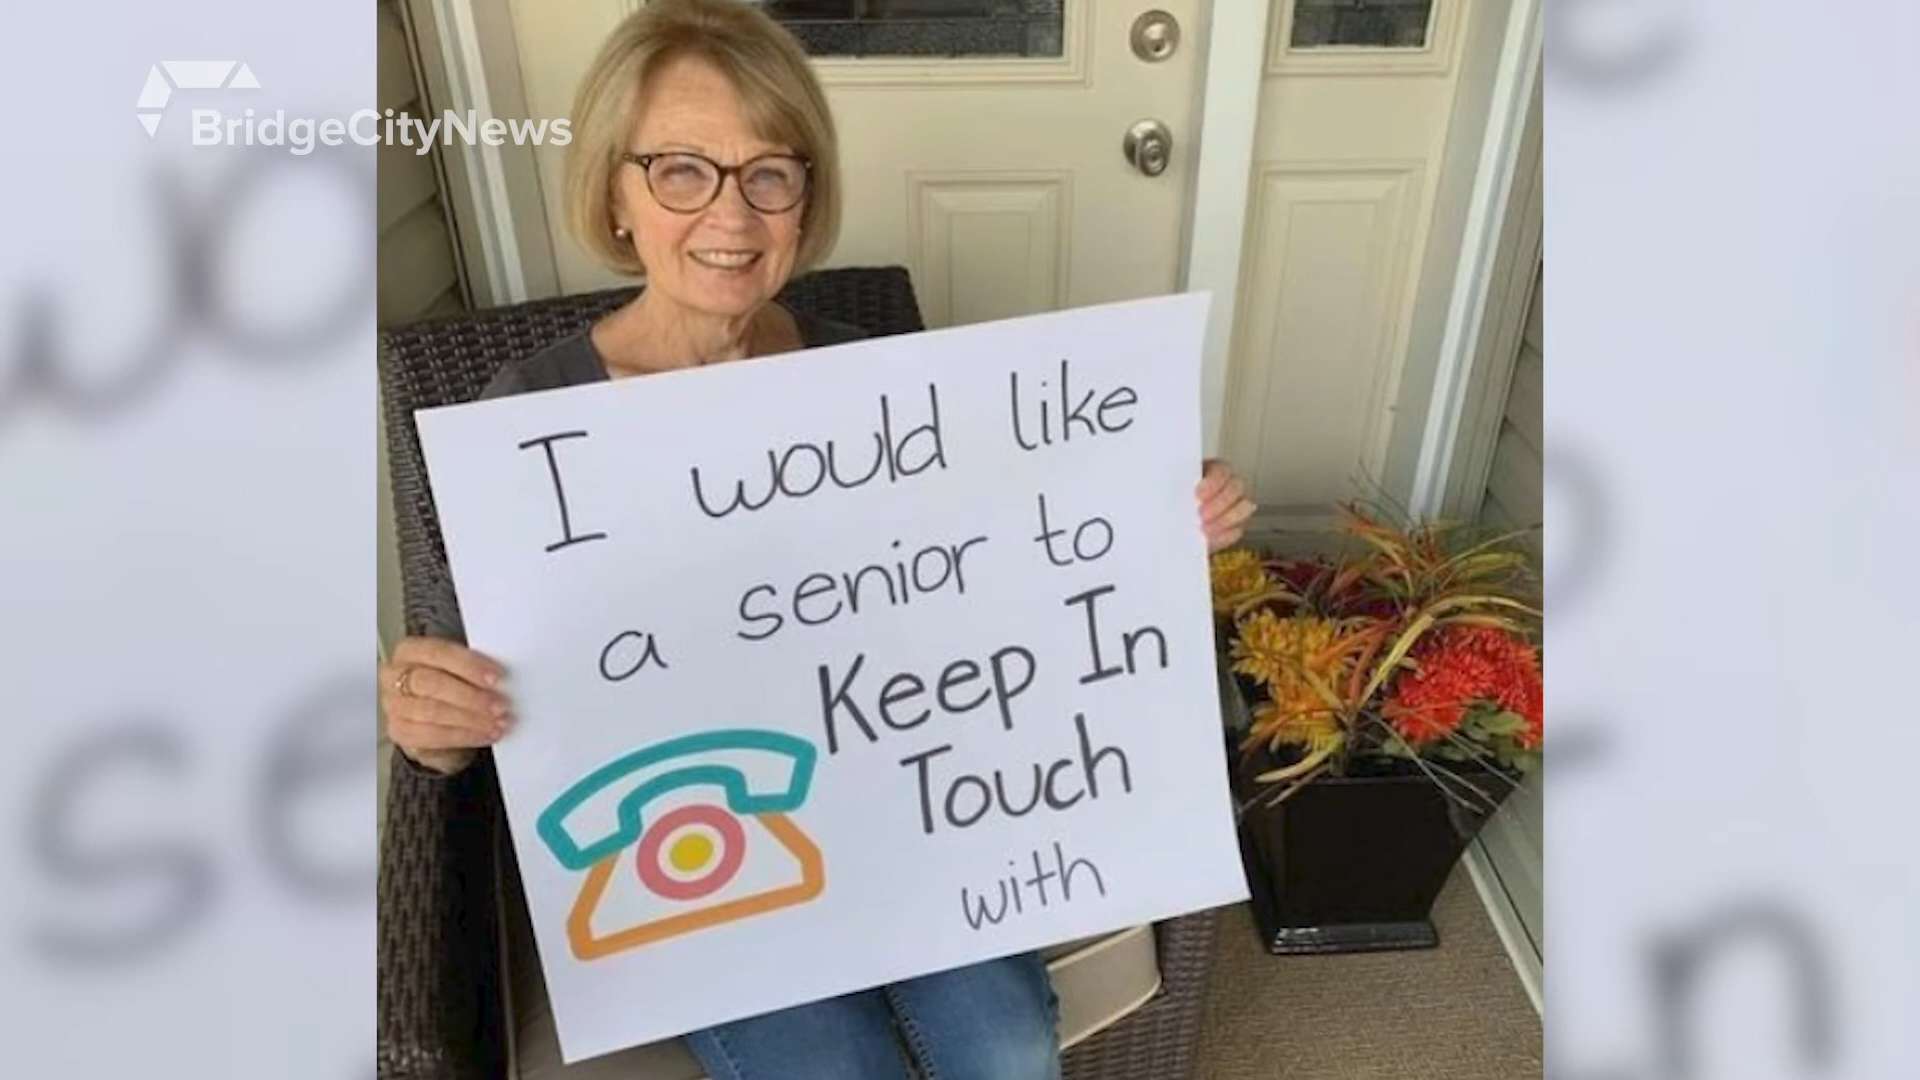 BridgeCityNews
I would like
a senior to
Keep In
Touch
with